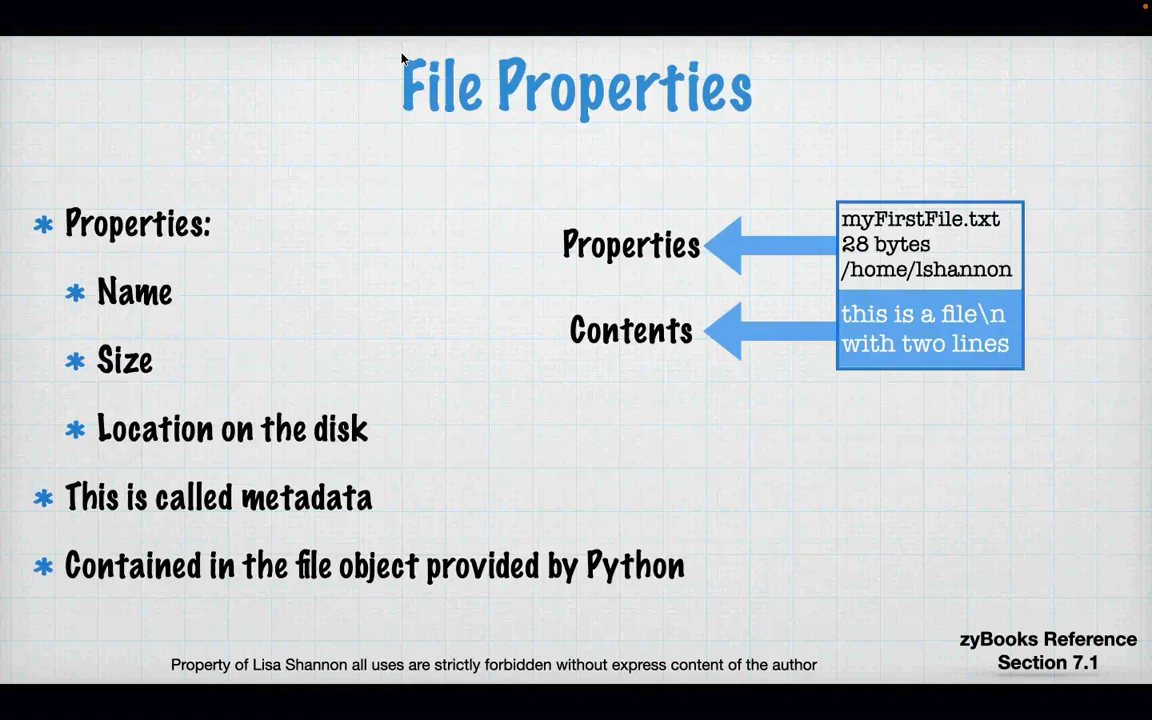 File Properties
* Properties:
* Name
* Size
* Location on the disk
* This is called metadata
* Contained in the file object provided by Python
Properties
Contents
myFirstFile.txt
28 bytes
/home/lshannon
this is a file\n
with two lines
Property of Lisa Shannon all uses are strictly forbidden without express content of the author
zyBooks Reference
Section 7.1